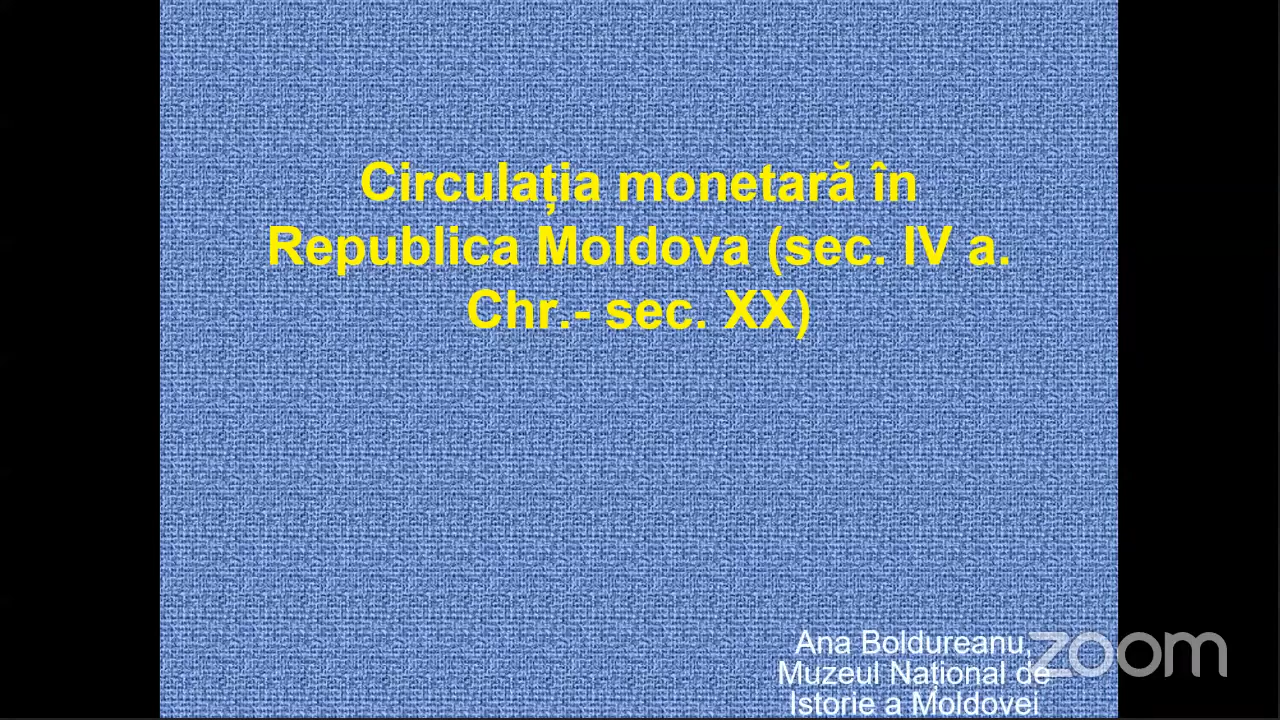 Circulația monetară în
Republica Moldova (sec. IV a.
Chr.- sec. XX)
Ana Boldureanu,
Muzeul Național de
Istorie a Moldovei
zoom